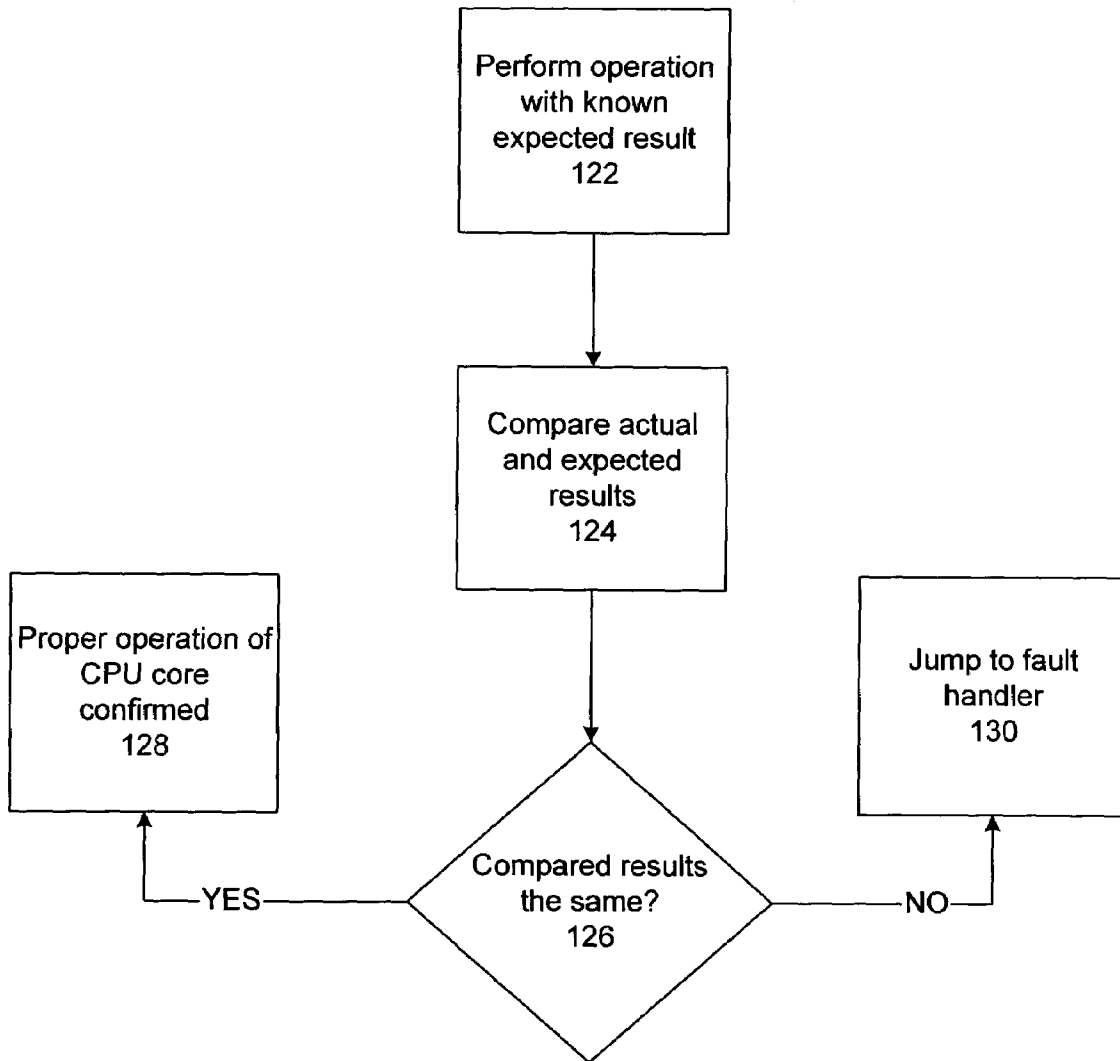 Perform operation
with known
expected result
122
Compare actual
and expected
results
124
Proper operation of
CPU core
confirmed
128
Jump to fault
handler
130
Compared results
the same?
126
YES
NO